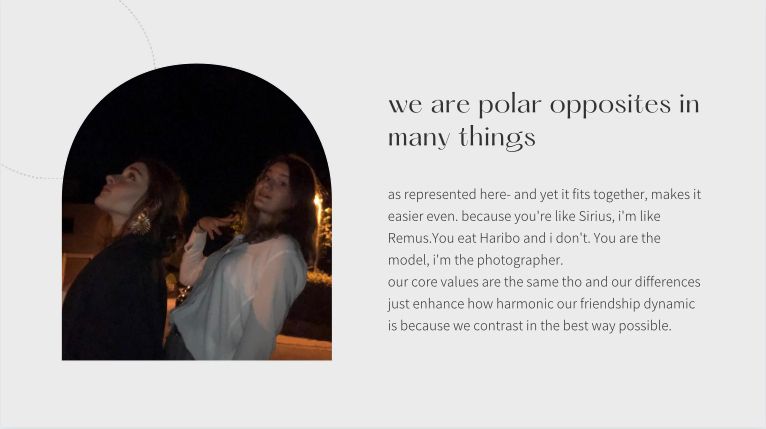 we are polar opposites in
many things
as represented here- and yet it fits together, makes it
easier even. because you're like Sirius, i'm like
Remus.You eat Haribo and i don't. You are the
model, i'm the photographer.
our core values are the same tho and our differences
just enhance how harmonic our friendship dynamic
is because we contrast in the best way possible.